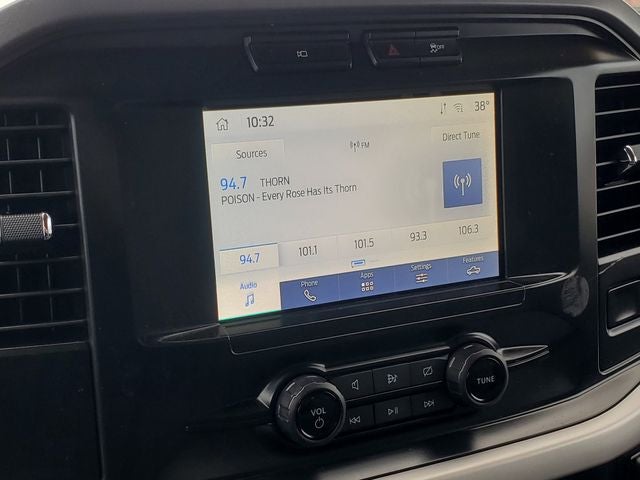 OFF
10:32
38°
FM
Sources
Direct Tune
94.7 THORN
POISON - Every Rose Has Its Thorn
94.7 101.1 101.5 93.3 106.3
Audio Phone Apps Settings Features
VOL
TUNE